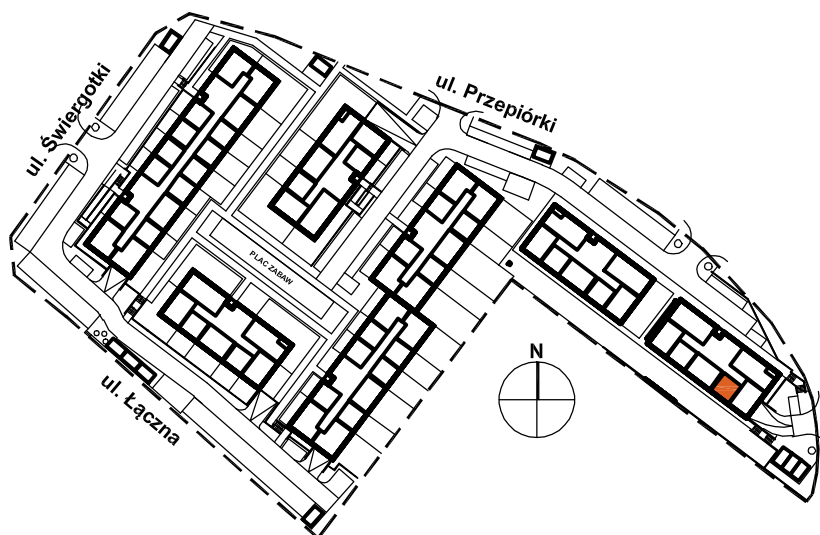 ul. Świergotki
ul. Przepiórki
PLAC ZABAW
N
ul. Łączna